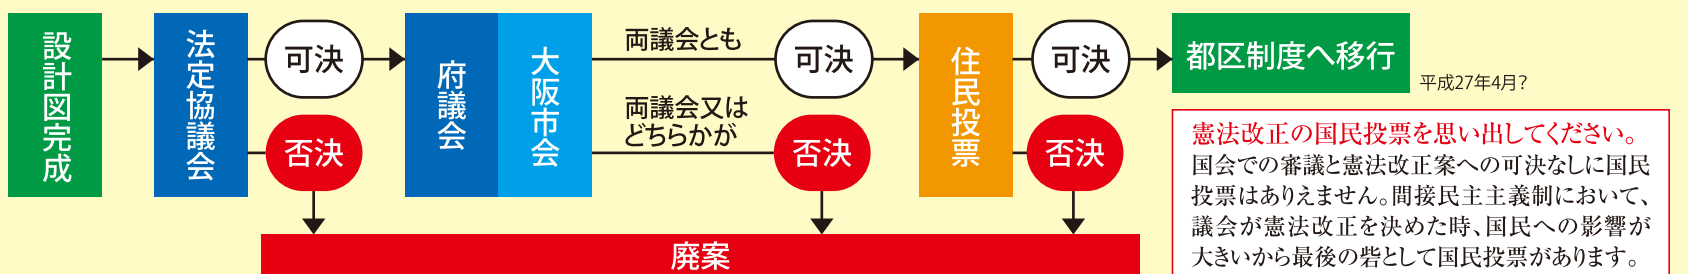 設計図完成
法定協議会
可決
否決
府議会
大阪市会
両議会とも
両議会又は
どちらかが
可決
否決
住民投票
可決
否決
都区制度へ移行
平成27年4月?
廃案
憲法改正の国民投票を思い出してください。
国会での審議と憲法改正案への可決なしに国民
投票はありえません。間接民主主義制において、
議会が憲法改正を決めた時、国民への影響が
大きいから最後の砦として国民投票があります。